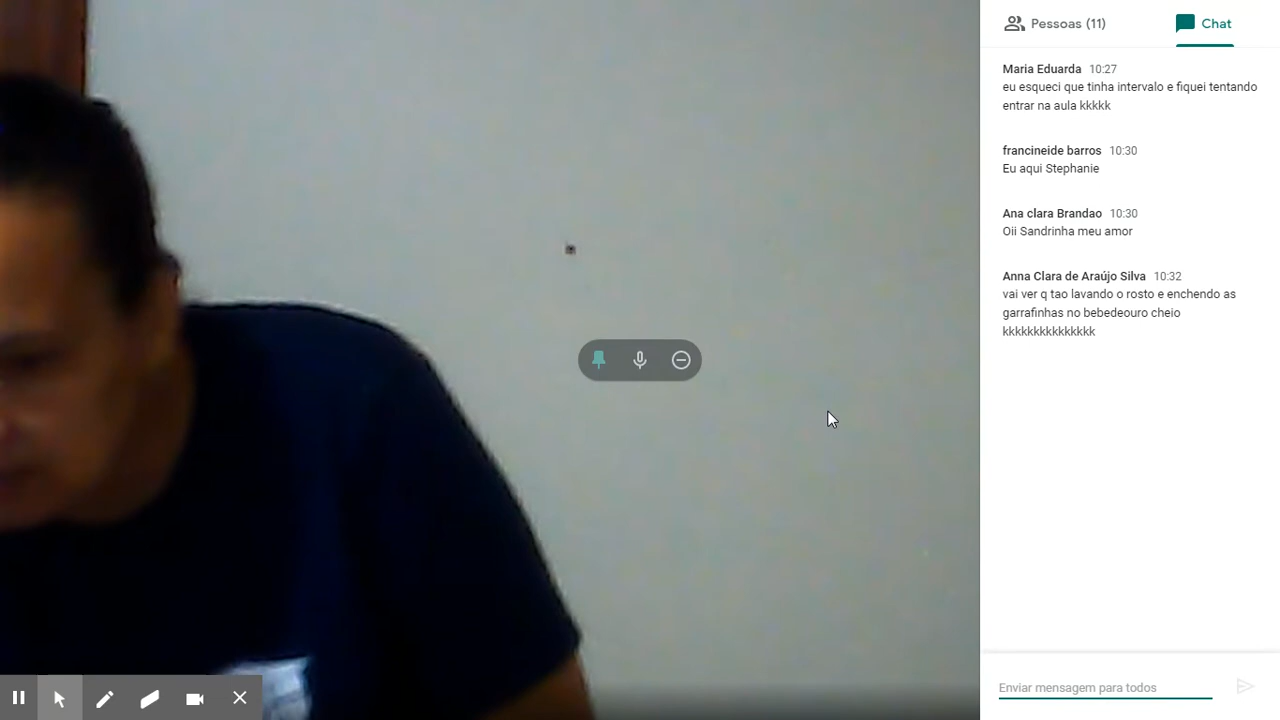 Pessoas (11)
Chat
Maria Eduarda 10:27
eu esqueci que tinha intervalo e fiquei tentando
entrar na aula kkkkk
francineide barros 10:30
Eu aqui Stephanie
Ana clara Brandao 10:30
Oii Sandrinha meu amor
Anna Clara de Araújo Silva 10:32
vai ver q tao lavando o rosto e enchendo as
garrafinhas no bebedeouro cheio
kkkkkkkkkkkkkkk
Enviar mensagem para todos